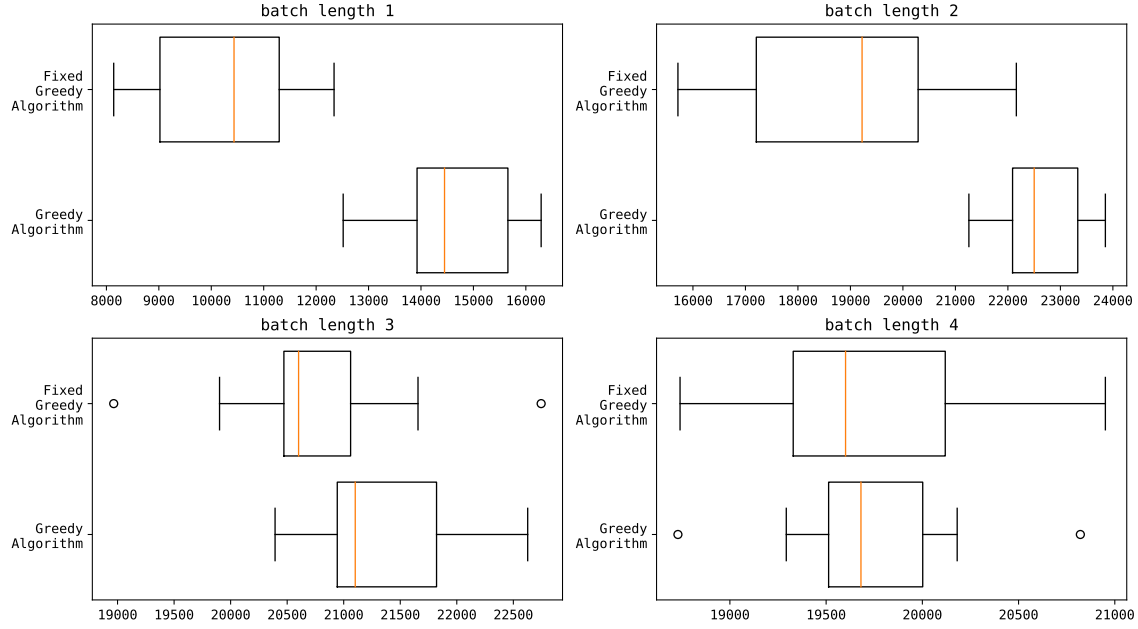 batch length 1
Fixed
Greedy
Algorithm
Greedy
Algorithm
8000 9000 10000 11000 12000 13000 14000 15000 16000
batch length 2
Fixed
Greedy
Algorithm
Greedy
Algorithm
16000 17000 18000 19000 20000 21000 22000 23000 24000
batch length 3
Fixed
Greedy
Algorithm
Greedy
Algorithm
19000 19500 20000 20500 21000 21500 22000 22500
batch length 4
Fixed
Greedy
Algorithm
Greedy
Algorithm
19000 19500 20000 20500 21000